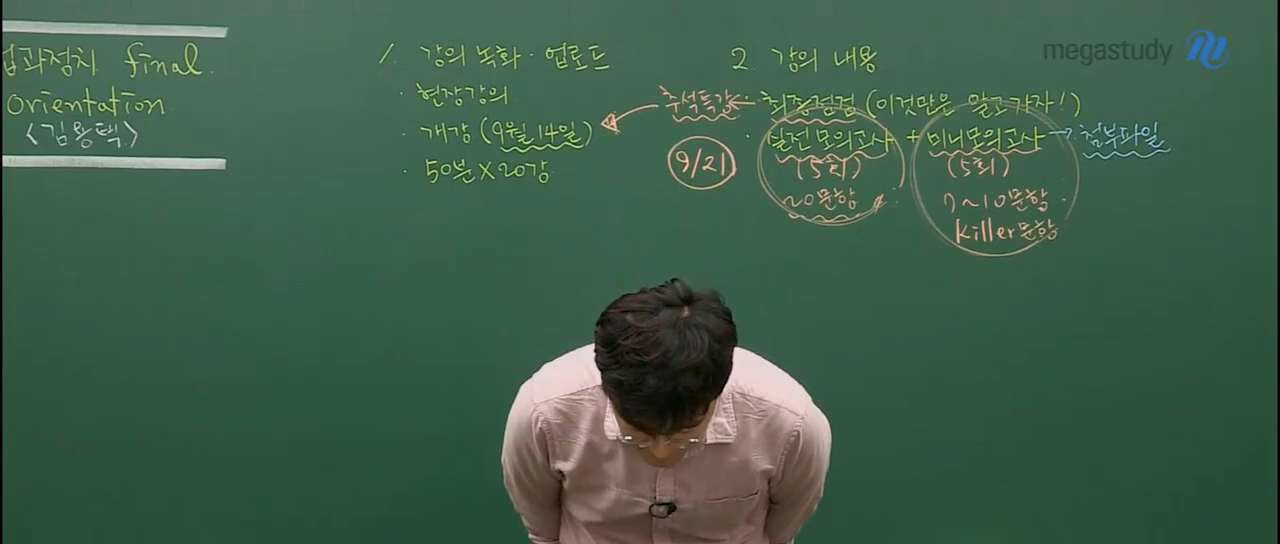 법과정치 final.
orientation
<김용택>
1. 강의 녹화·업로드
· 현장강의
· 개강 (9월 14일)
· 50분X20강
2. 강의 내용
추석특강 · 최종점검 (이것만은 알고가자!)
9/21
· 실전모의고사 + 미니모의고사 → 첨부파일
(5회) (5회)
20문항 7~10문항
killer문항
megastudy